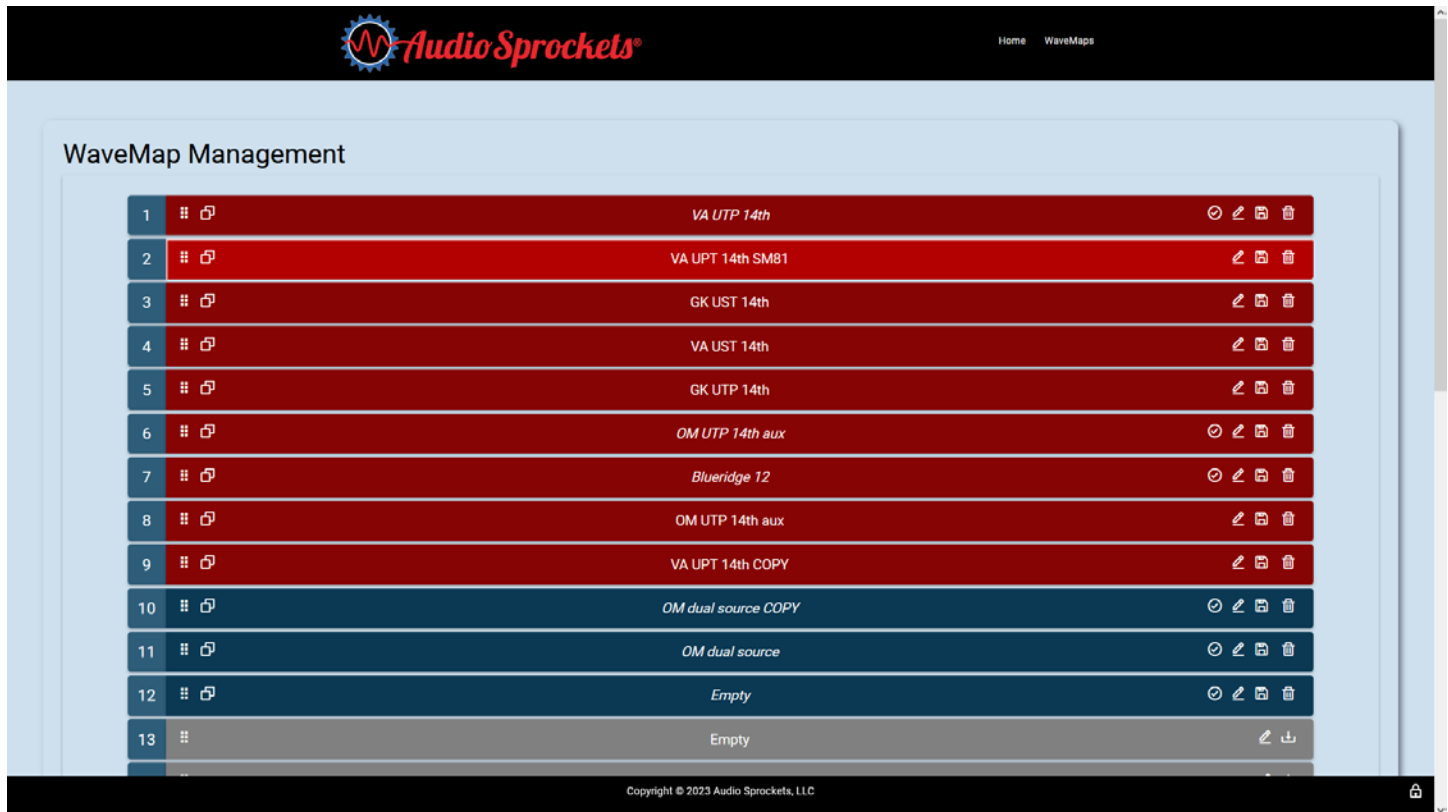 AudioSprockets®
Home WaveMaps
WaveMap Management
1 VA UTP 14th
2 VA UPT 14th SM81
3 GK UST 14th
4 VA UST 14th
5 GK UTP 14th
6 OM UTP 14th aux
7 Blueridge 12
8 OM UTP 14th aux
9 VA UPT 14th COPY
10 OM dual source COPY
11 OM dual source
12 Empty
13 Empty
Copyright © 2023 Audio Sprockets, LLC